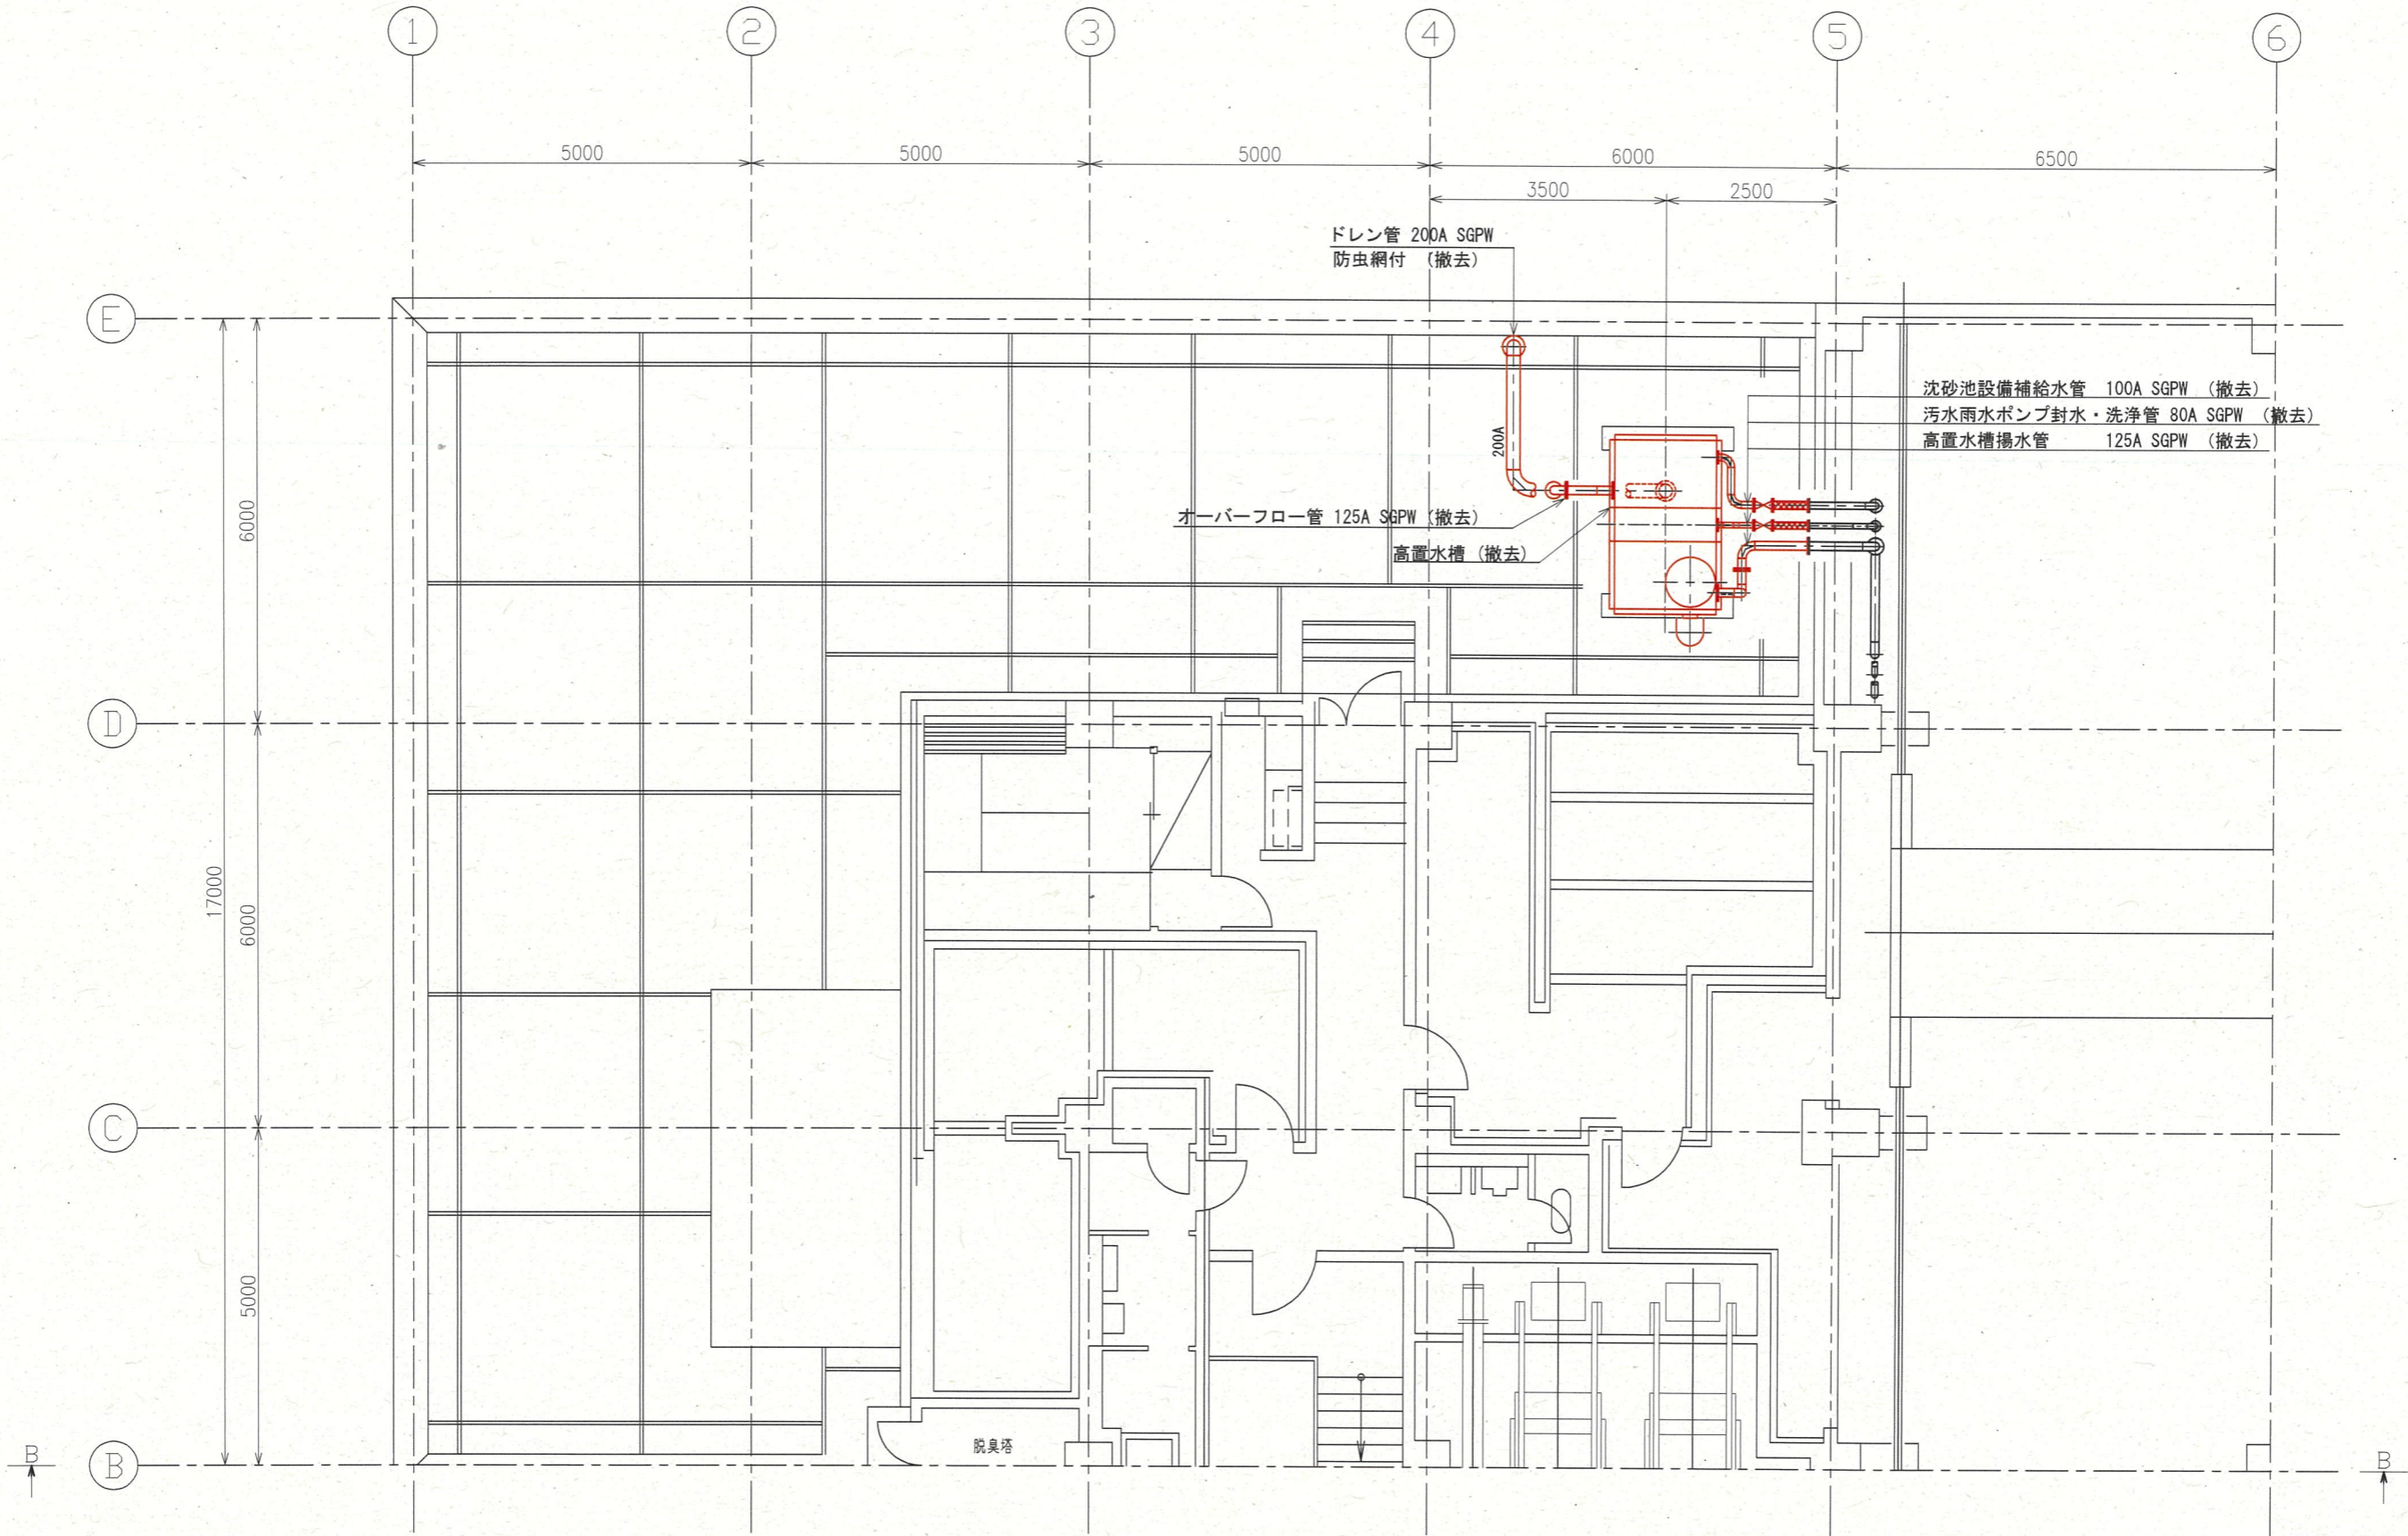 1
2
3
4
5
6
5000
5000
5000
6000
6500
3500
2500
ドレン管 200A SGPW
防虫網付 (撤去)
E
沈砂池設備補給水管 100A SGPW (撤去)
汚水雨水ポンプ封水・洗浄管 80A SGPW (撤去)
高置水槽揚水管 125A SGPW (撤去)
200A
オーバーフロー管 125A SGPW (撤去)
高置水槽 (撤去)
6000
D
17000
6000
C
5000
脱臭塔
B
B
B